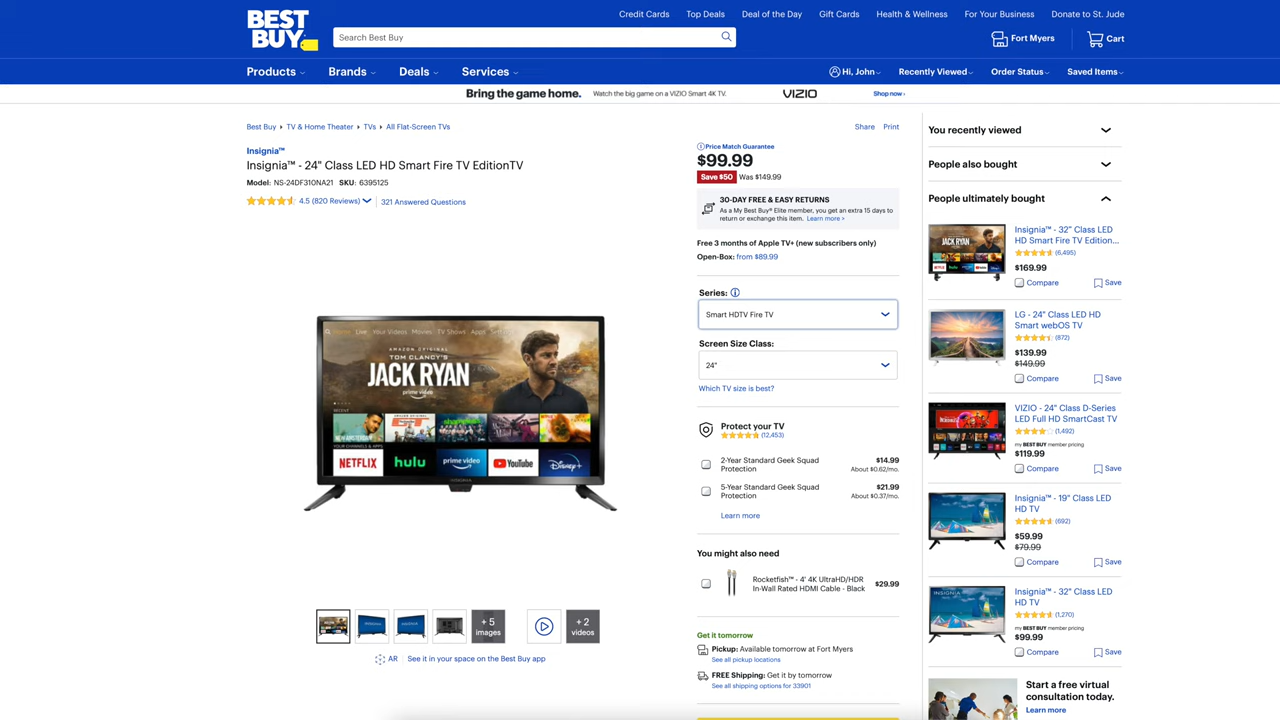 BEST BUY
Credit Cards
Top Deals
Deal of the Day
Gift Cards
Health & Wellness
For Your Business
Donate to St. Jude
Search Best Buy
Fort Myers
Cart
Products
Brands
Deals
Services
Hi, John
Recently Viewed
Order Status
Saved Items
Bring the game home.
Watch the big game on a VIZIO Smart 4K TV.
VIZIO
Shop now ›
Best Buy
TV & Home Theater
TVs
All Flat-Screen TVs
Share
Print
Insignia™
Insignia™ - 24" Class LED HD Smart Fire TV EditionTV
Model: NS-24DF310NA21 SKU: 6395125
4.5 (820 Reviews)
321 Answered Questions
AMAZON ORIGINAL
TOM CLANCY'S
JACK RYAN
prime video
NETFLIX
hulu
prime video
YouTube
Disney+
INSIGNIA
+ 5
images
+ 2
videos
AR
See it in your space on the Best Buy app
Price Match Guarantee
$99.99
Save $50
Was $149.99
30-DAY FREE & EASY RETURNS
As a My Best Buy® Elite member, you get an extra 15 days to
return or exchange this item. Learn more >
Free 3 months of Apple TV+ (new subscribers only)
Open-Box: from $89.99
Series:
Smart HDTV Fire TV
Screen Size Class:
24"
Which TV size is best?
Protect your TV
(12,453)
2-Year Standard Geek Squad
Protection
$14.99
About $0.62/mo.
5-Year Standard Geek Squad
Protection
$21.99
About $0.37/mo.
Learn more
You might also need
Rocketfish™ - 4' 4K UltraHD/HDR
In-Wall Rated HDMI Cable - Black
$29.99
Get it tomorrow
Pickup: Available tomorrow at Fort Myers
See all pickup locations
FREE Shipping: Get it by tomorrow
See all shipping options for 33901
You recently viewed
People also bought
People ultimately bought
Insignia™ - 32" Class LED
HD Smart Fire TV Edition...
(6,495)
$169.99
Compare
Save
LG - 24" Class LED HD
Smart webOS TV
(872)
$139.99
$149.99
Compare
Save
VIZIO - 24" Class D-Series
LED Full HD SmartCast TV
(1,492)
my BEST BUY member pricing
$119.99
Compare
Save
Insignia™ - 19" Class LED
HD TV
(692)
$59.99
$79.99
Compare
Save
Insignia™ - 32" Class LED
HD TV
(1,270)
my BEST BUY member pricing
$99.99
Compare
Save
Start a free virtual
consultation today.
Learn more